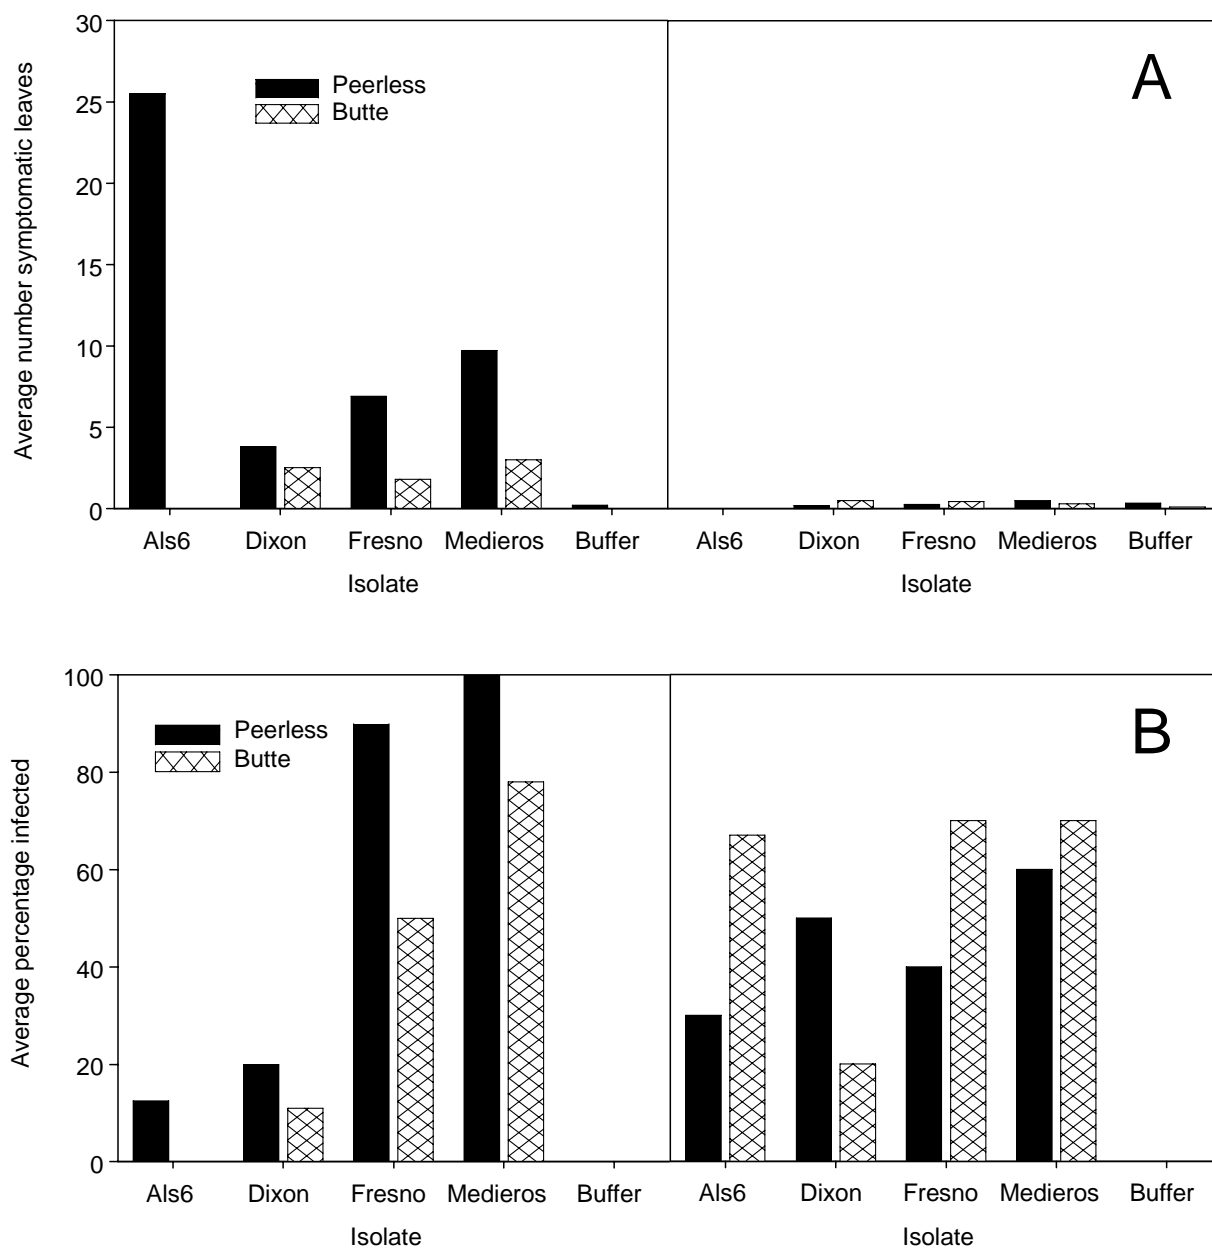 A
Peerless
Butte
Average number symptomatic leaves
30
25
20
15
10
5
0
Als6 Dixon Fresno Medieros Buffer Als6 Dixon Fresno Medieros Buffer
Isolate Isolate
B
Peerless
Butte
Average percentage infected
100
80
60
40
20
0
Als6 Dixon Fresno Medieros Buffer Als6 Dixon Fresno Medieros Buffer
Isolate Isolate